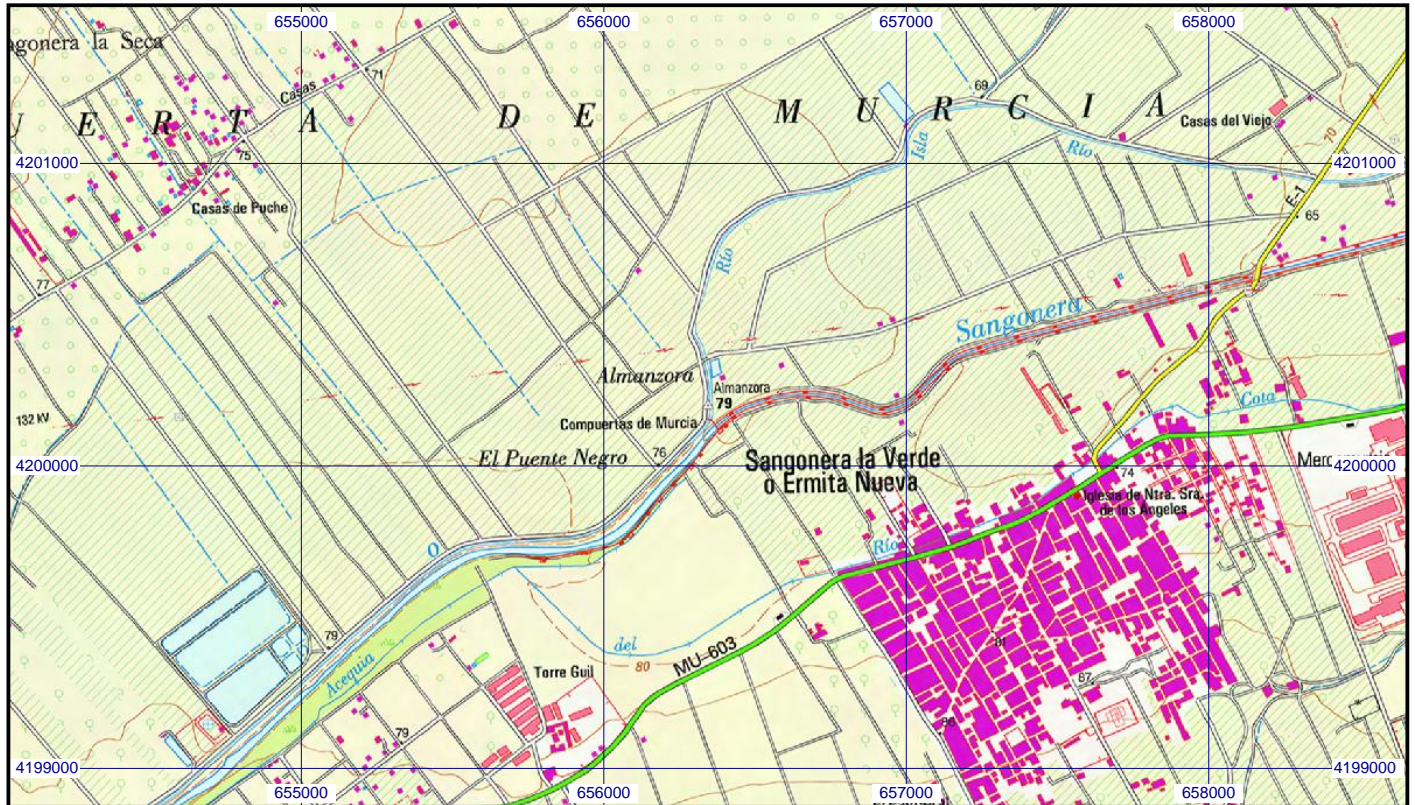 655000 656000 657000 658000
agonera la Seca
71
Casas
69
U E R T A D E M U R C I A
Casas del Viejo
70
Isla
Río
75
4201000 4201000
Casas de Puche
E-1
65
Río
77
Sangonera
Almanzora
Almanzora
79
132 kV
Compuertas de Murcia
Cota
El Puente Negro
76
Sangonera la Verde
o Ermita Nueva
4200000 4200000
74
Iglesia de Ntra. Sra.
de los Angeles
Río
O
79
del
80
MU-603
81
Acequia
Torre Guil
87
86
79
4199000 4199000
655000 656000 657000 658000